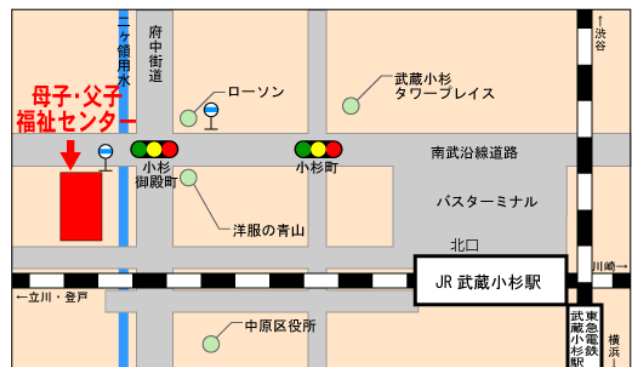 二ヶ領用水
府中街道
↑渋谷
母子・父子
福祉センター
ローソン
武蔵小杉
タワープレイス
小杉
御殿町
小杉町
南武沿線道路
バスターミナル
洋服の青山
北口
JR 武蔵小杉駅
川崎→
←立川・登戸
中原区役所
東急電鉄
武蔵小杉駅
横浜↓